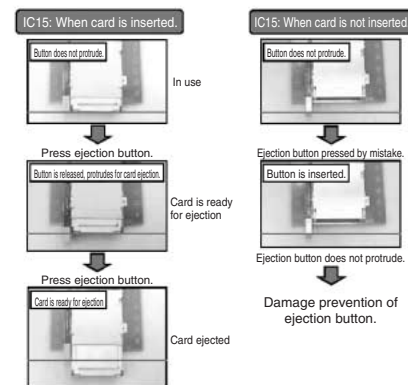 IC15: When card is inserted.
Button does not protrude.
In use
Press ejection button.
Button is released, protrudes for card ejection.
Card is ready
for ejection
Press ejection button.
Card is ready for ejection
Card ejected
IC15: When card is not inserted.
Button does not protrude.
Ejection button pressed by mistake.
Button is inserted.
Ejection button does not protrude.
Damage prevention of
ejection button.